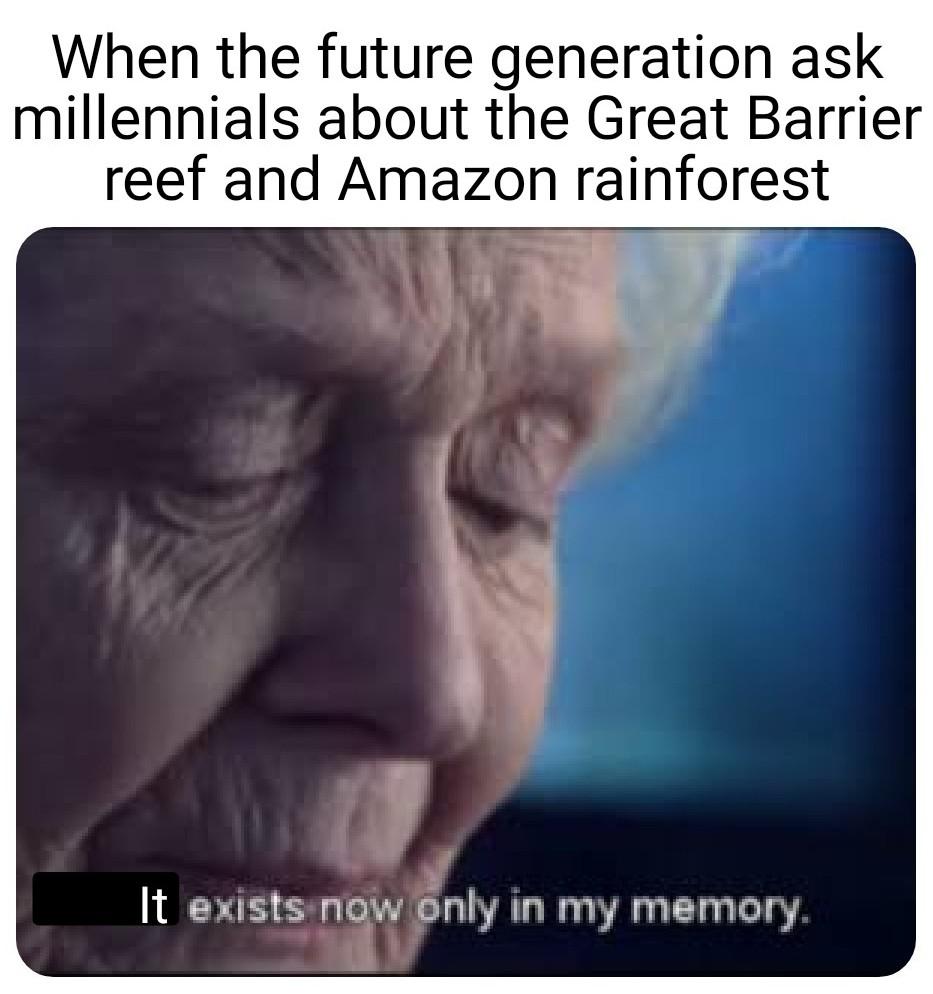 When the future generation ask
millennials about the Great Barrier
reef and Amazon rainforest
It exists now only in my memory.